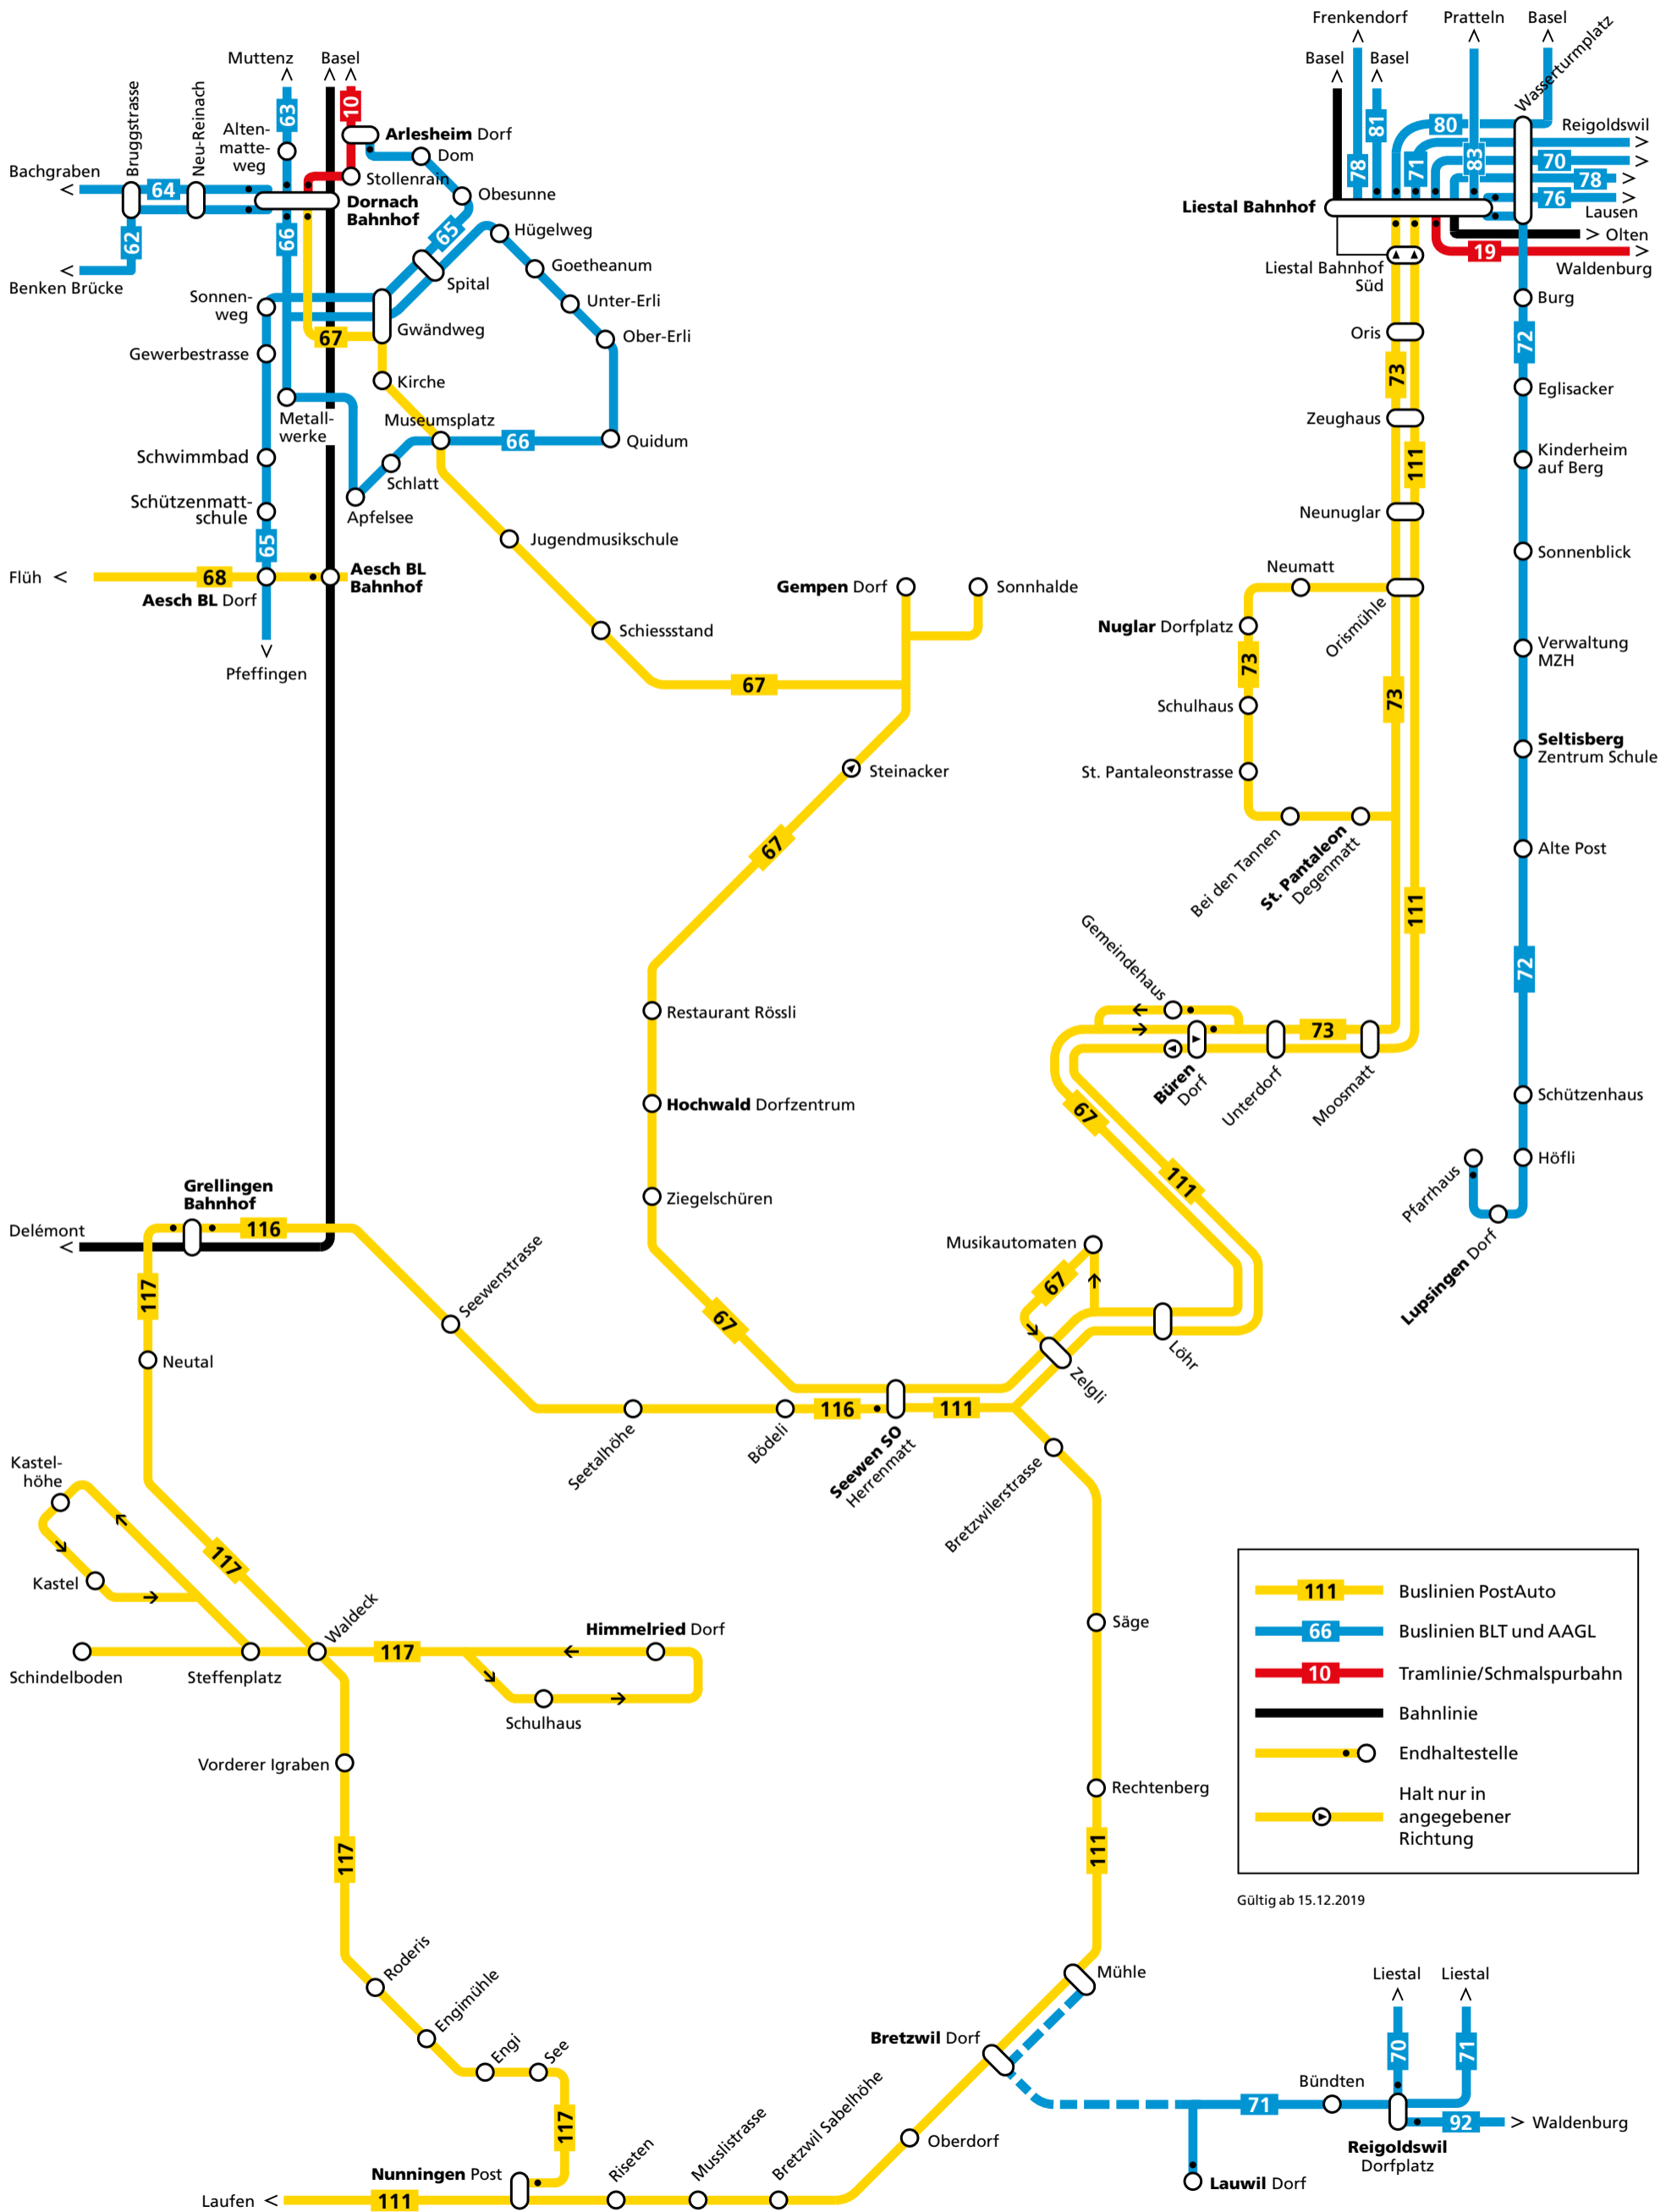 Frenkendorf
Pratteln
Basel
Wasserturmplatz
Muttenz
Basel
Basel
Basel
Bruggstrasse
Neu-Reinach
63
10
81
80
Reigoldswil
Alten-
matte-
weg
Arlesheim Dorf
Dom
78
71
83
70
Bachgraben
64
Stollenrain
Obesunne
78
76
Dornach
Bahnhof
Liestal Bahnhof
Lausen
62
66
65
Hügelweg
Olten
19
Benken Brücke
Goetheanum
Liestal Bahnhof
Süd
Waldenburg
Spital
Sonnen-
weg
Unter-Erli
Burg
Gwändweg
67
Ober-Erli
Oris
72
Gewerbestrasse
Kirche
73
Eglisacker
Metall-
werke
Museumsplatz
66
Quidum
Zeughaus
Schwimmbad
Schlatt
111
Kinderheim
auf Berg
Schützenmatt-
schule
Apfelsee
Neunuglar
65
Jugendmusikschule
Sonnenblick
Flüh
68
Aesch BL
Bahnhof
Neumatt
Aesch BL Dorf
Gempen Dorf
Sonnhalde
Orismühle
Schiessstand
Nuglar Dorfplatz
Verwaltung
MZH
Pfeffingen
73
67
73
Schulhaus
Seltisberg
Zentrum Schule
Steinacker
St. Pantaleonstrasse
67
Bei den Tannen
St. Pantaleon
Degenmatt
Alte Post
111
Gemeindehaus
72
Restaurant Rössli
73
Büren
Dorf
Unterdorf
Moosmatt
Hochwald Dorfzentrum
67
Schützenhaus
111
Pfarrhaus
Höfli
Grellingen
Bahnhof
Ziegelschüren
Delémont
116
Musikautomaten
Lupsingen Dorf
117
Seewenstrasse
67
67
Neutal
Zelgli
Löhr
116
111
Seetalhöhe
Bödeli
Seewen SO
Herrenmatt
Bretzwilerstrasse
Kastel-
höhe
117
Kastel
Waldeck
Himmelried Dorf
Säge
117
Schindelboden
Steffenplatz
Schulhaus
Vorderer Igraben
Rechtenberg
117
111
111
Buslinien PostAuto
66
Buslinien BLT und AAGL
10
Tramlinie/Schmalspurbahn
Bahnlinie
Endhaltestelle
Halt nur in
angegebener
Richtung
Gültig ab 15.12.2019
Roderis
Engimühle
Engi
See
Mühle
Liestal
Liestal
Bretzwil Dorf
70
71
117
Bündten
71
92
Waldenburg
Oberdorf
Reigoldswil
Dorfplatz
Nunningen Post
Riseten
Musslistrasse
Bretzwil Sabelhöhe
Lauwil Dorf
Laufen
111